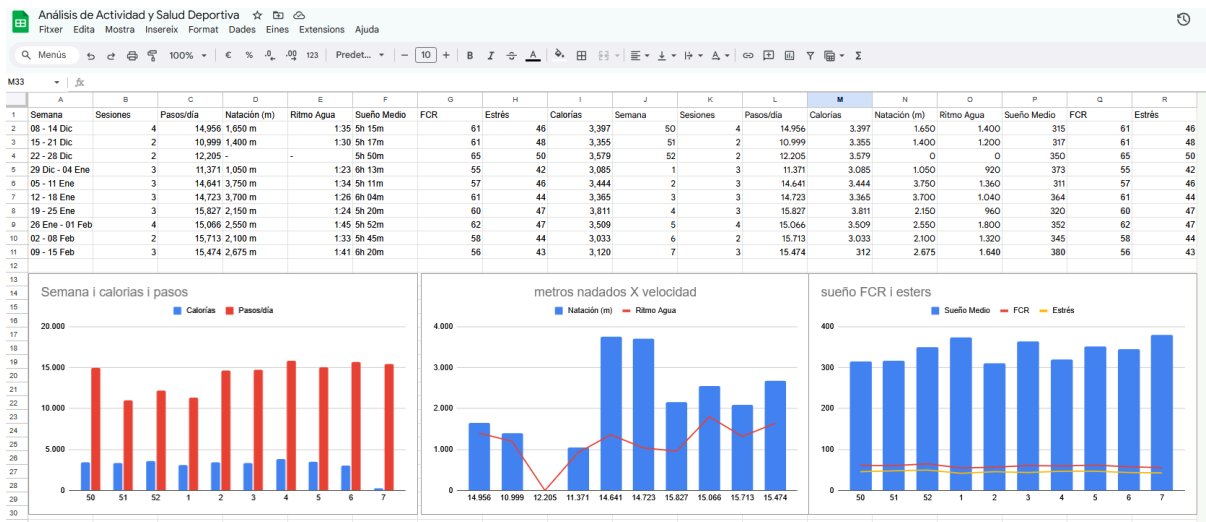 Análisis de Actividad y Salud Deportiva
Fitxer Edita Mostra Insereix Format Dades Eines Extensions Ajuda
Menús 100% € % .0 .00 123 Predet... − 10 + B I A Σ
M33 fx
A B C D E F G H I J K L M N O P Q R
1 Semana Sesiones Pasos/día Natación (m) Ritmo Agua Sueño Medio FCR Estrés Calorías Semana Sesiones Pasos/día Calorías Natación (m) Ritmo Agua Sueño Medio FCR Estrés
2 08 - 14 Dic 4 14,956 1,650 m 1:35 5h 15m 61 46 3,397 50 4 14.956 3.397 1.650 1.400 315 61 46
3 15 - 21 Dic 2 10,999 1,400 m 1:30 5h 17m 61 48 3,355 51 2 10.999 3.355 1.400 1.200 317 61 48
4 22 - 28 Dic 2 12,205 - - 5h 50m 65 50 3,579 52 2 12.205 3.579 0 0 350 65 50
5 29 Dic - 04 Ene 3 11,371 1,050 m 1:23 6h 13m 55 42 3,085 1 3 11.371 3.085 1.050 920 373 55 42
6 05 - 11 Ene 3 14,641 3,750 m 1:34 5h 11m 57 46 3,444 2 3 14.641 3.444 3.750 1.360 311 57 46
7 12 - 18 Ene 3 14,723 3,700 m 1:26 6h 04m 61 44 3,365 3 3 14.723 3.365 3.700 1.040 364 61 44
8 19 - 25 Ene 3 15,827 2,150 m 1:24 5h 20m 60 47 3,811 4 3 15.827 3.811 2.150 960 320 60 47
9 26 Ene - 01 Feb 4 15,066 2,550 m 1:45 5h 52m 62 47 3,509 5 4 15.066 3.509 2.550 1.800 352 62 47
10 02 - 08 Feb 2 15,713 2,100 m 1:33 5h 45m 58 44 3,033 6 2 15.713 3.033 2.100 1.320 345 58 44
11 09 - 15 Feb 3 15,474 2,675 m 1:41 6h 20m 56 43 3,120 7 3 15.474 312 2.675 1.640 380 56 43
12
13
14
15
16
17
18
19
20
21
22
23
24
25
26
27
28
29
30
Semana i calorias i pasos
Calorías Pasos/día
20.000
15.000
10.000
5.000
0
50 51 52 1 2 3 4 5 6 7
metros nadados X velocidad
Natación (m) Ritmo Agua
4.000
3.000
2.000
1.000
0
14.956 10.999 12.205 11.371 14.641 14.723 15.827 15.066 15.713 15.474
sueño FCR i esters
Sueño Medio FCR Estrés
400
300
200
100
0
50 51 52 1 2 3 4 5 6 7